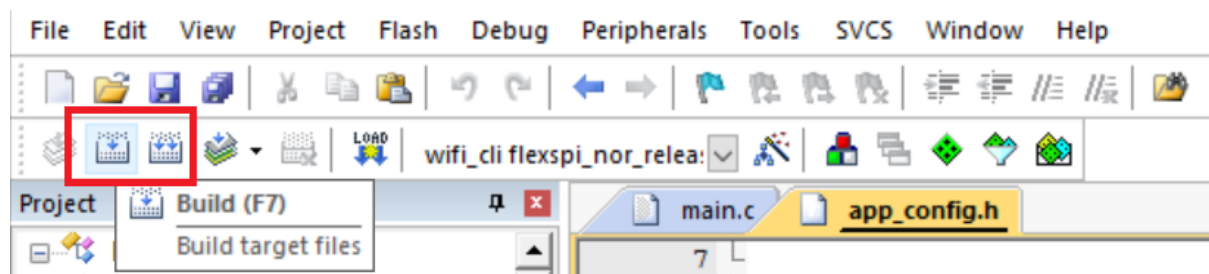 File Edit View Project Flash Debug Peripherals Tools SVCS Window Help
LOAD
wifi_cli flexspi_nor_relea:
Project
Build (F7)
Build target files
main.c
app_config.h
7